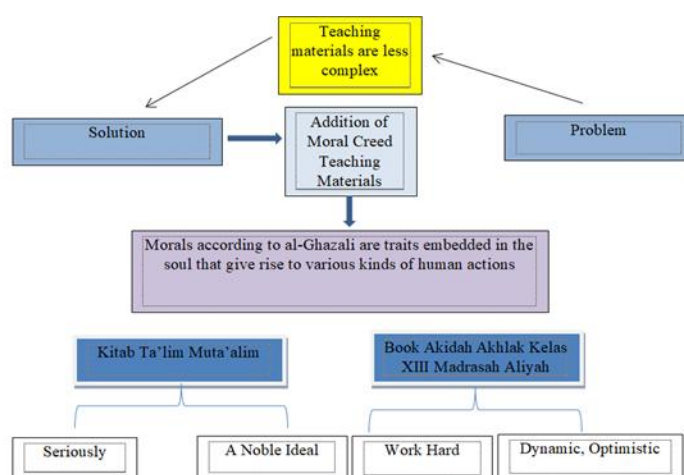 Teaching
materials are less
complex
Solution
Addition of
Moral Creed
Teaching
Materials
Problem
Morals according to al-Ghazali are traits embedded in the
soul that give rise to various kinds of human actions
Kitab Ta’lim Muta’alim
Book Akidah Akhlak Kelas
XIII Madrasah Aliyah
Seriously
A Noble Ideal
Work Hard
Dynamic, Optimistic